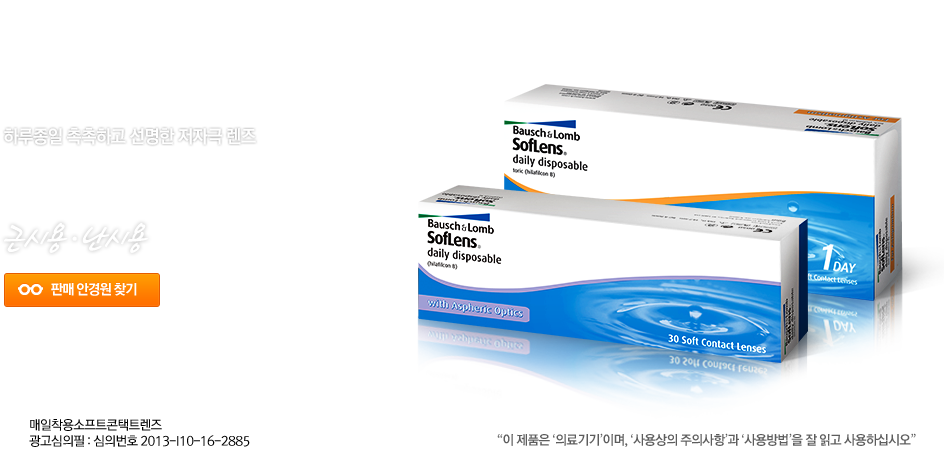 하루종일 촉촉하고 선명한 저자극 렌즈
근시용·난시용
판매 안경원 찾기
Bausch & Lomb
SofLens®
daily disposable
toric (hilafilcon B)
1 DAY
Soft Contact Lenses
Bausch & Lomb
SofLens®
daily disposable
(hilafilcon B)
with Aspheric Optics
30 Soft Contact Lenses
매일착용소프트콘택트렌즈
광고심의필 : 심의번호 2013-I10-16-2885
“이 제품은 ‘의료기기’이며, ‘사용상의 주의사항’과 ‘사용방법’을 잘 읽고 사용하십시오”